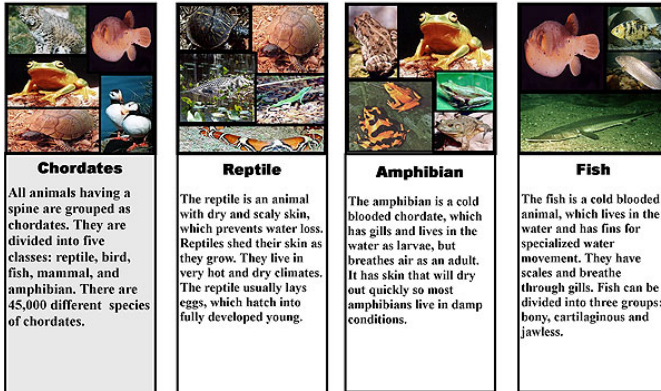 Chordates
All animals having a
spine are grouped as
chordates. They are
divided into five
classes: reptile, bird,
fish, mammal, and
amphibian. There are
45,000 different species
of chordates.
Reptile
The reptile is an animal
with dry and scaly skin,
which prevents water loss.
Reptiles shed their skin as
they grow. They live in
very hot and dry climates.
The reptile usually lays
eggs, which hatch into
fully developed young.
Amphibian
The amphibian is a cold
blooded chordate, which
has gills and lives in the
water as larvae, but
breathes air as an adult.
It has skin that will dry
out quickly so most
amphibians live in damp
conditions.
Fish
The fish is a cold blooded
animal, which lives in the
water and has fins for
specialized water
movement. They have
scales and breathe
through gills. Fish can be
divided into three groups:
bony, cartilaginous and
jawless.